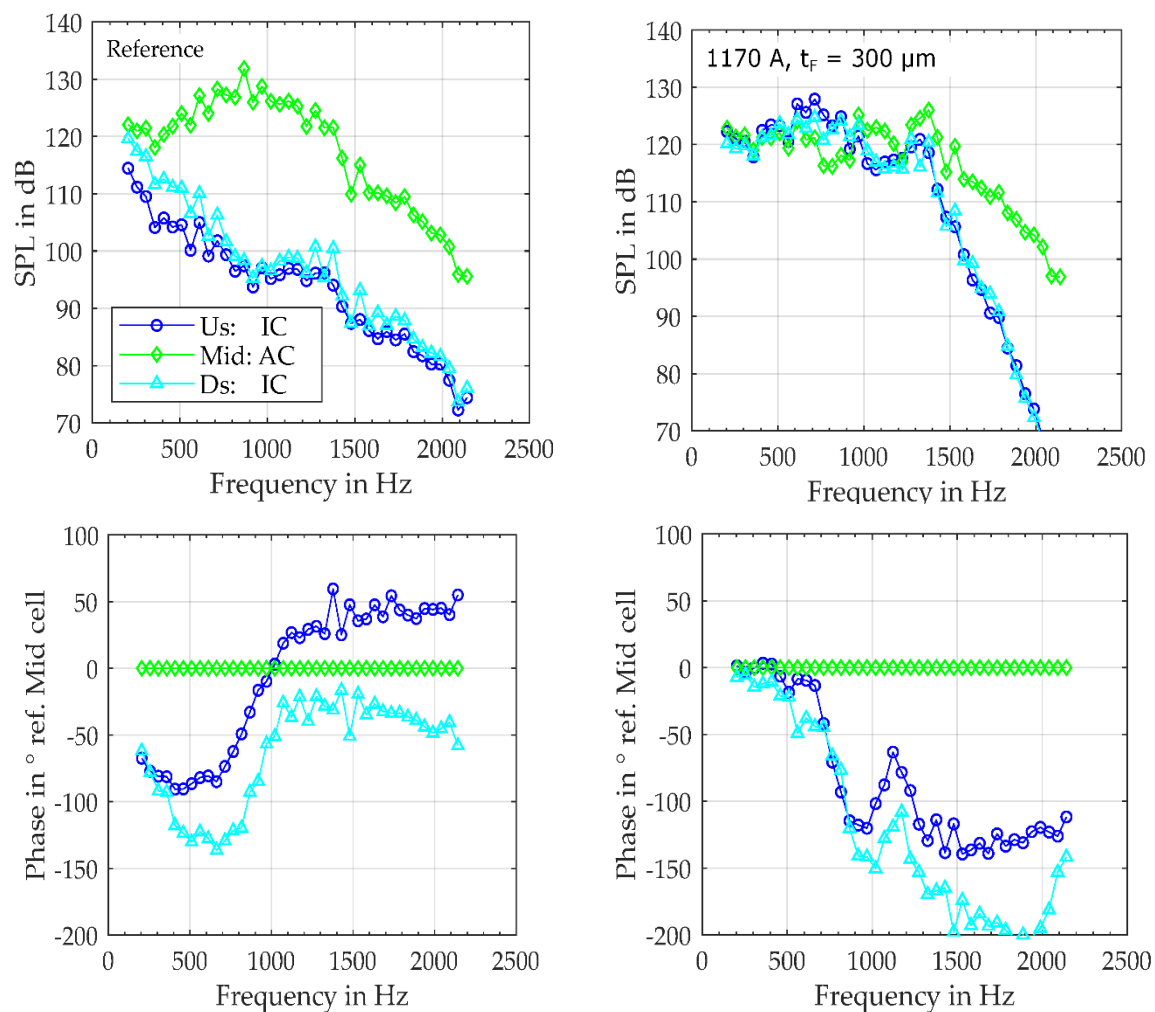 140
130
120
110
100
90
80
70
SPL in dB
Reference
Us: IC
Mid: AC
Ds: IC
0 500 1000 1500 2000 2500
Frequency in Hz
140
130
120
110
100
90
80
70
SPL in dB
1170 A, t_F = 300 µm
0 500 1000 1500 2000 2500
Frequency in Hz
100
50
0
-50
-100
-150
-200
Phase in ° ref. Mid cell
0 500 1000 1500 2000 2500
Frequency in Hz
100
50
0
-50
-100
-150
-200
Phase in ° ref. Mid cell
0 500 1000 1500 2000 2500
Frequency in Hz